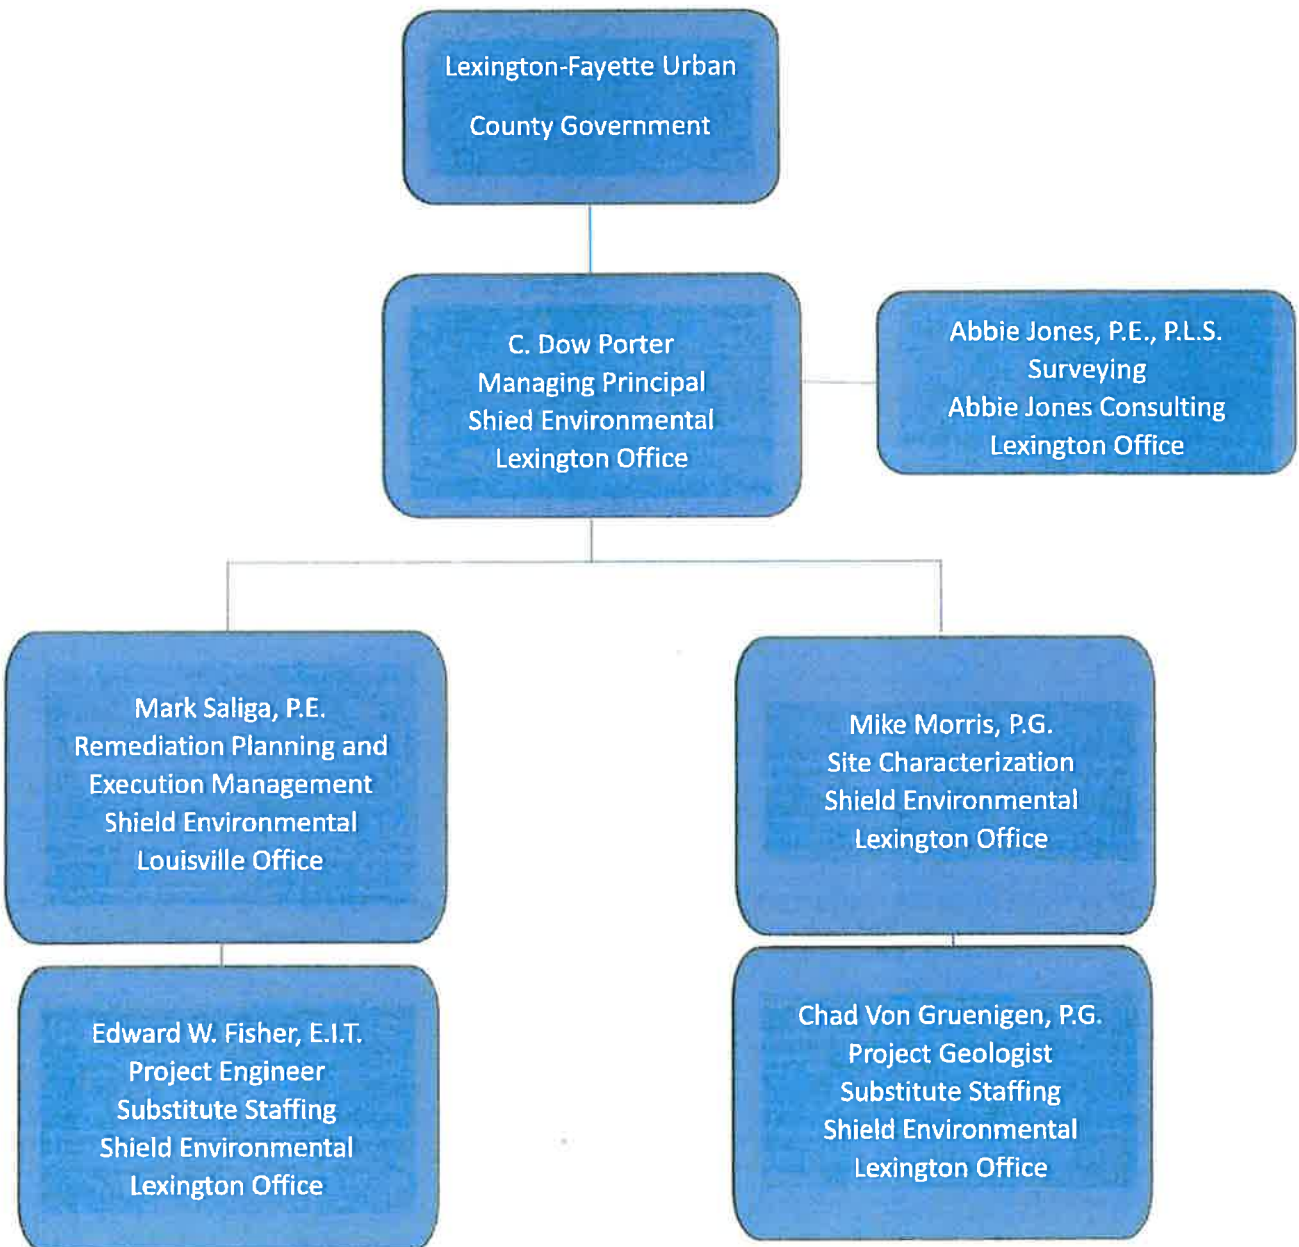 Lexington-Fayette Urban
County Government
C. Dow Porter
Managing Principal
Shied Environmental
Lexington Office
Abbie Jones, P.E., P.L.S.
Surveying
Abbie Jones Consulting
Lexington Office
Mark Saliga, P.E.
Remediation Planning and
Execution Management
Shield Environmental
Louisville Office
Mike Morris, P.G.
Site Characterization
Shield Environmental
Lexington Office
Edward W. Fisher, E.I.T.
Project Engineer
Substitute Staffing
Shield Environmental
Lexington Office
Chad Von Gruenigen, P.G.
Project Geologist
Substitute Staffing
Shield Environmental
Lexington Office